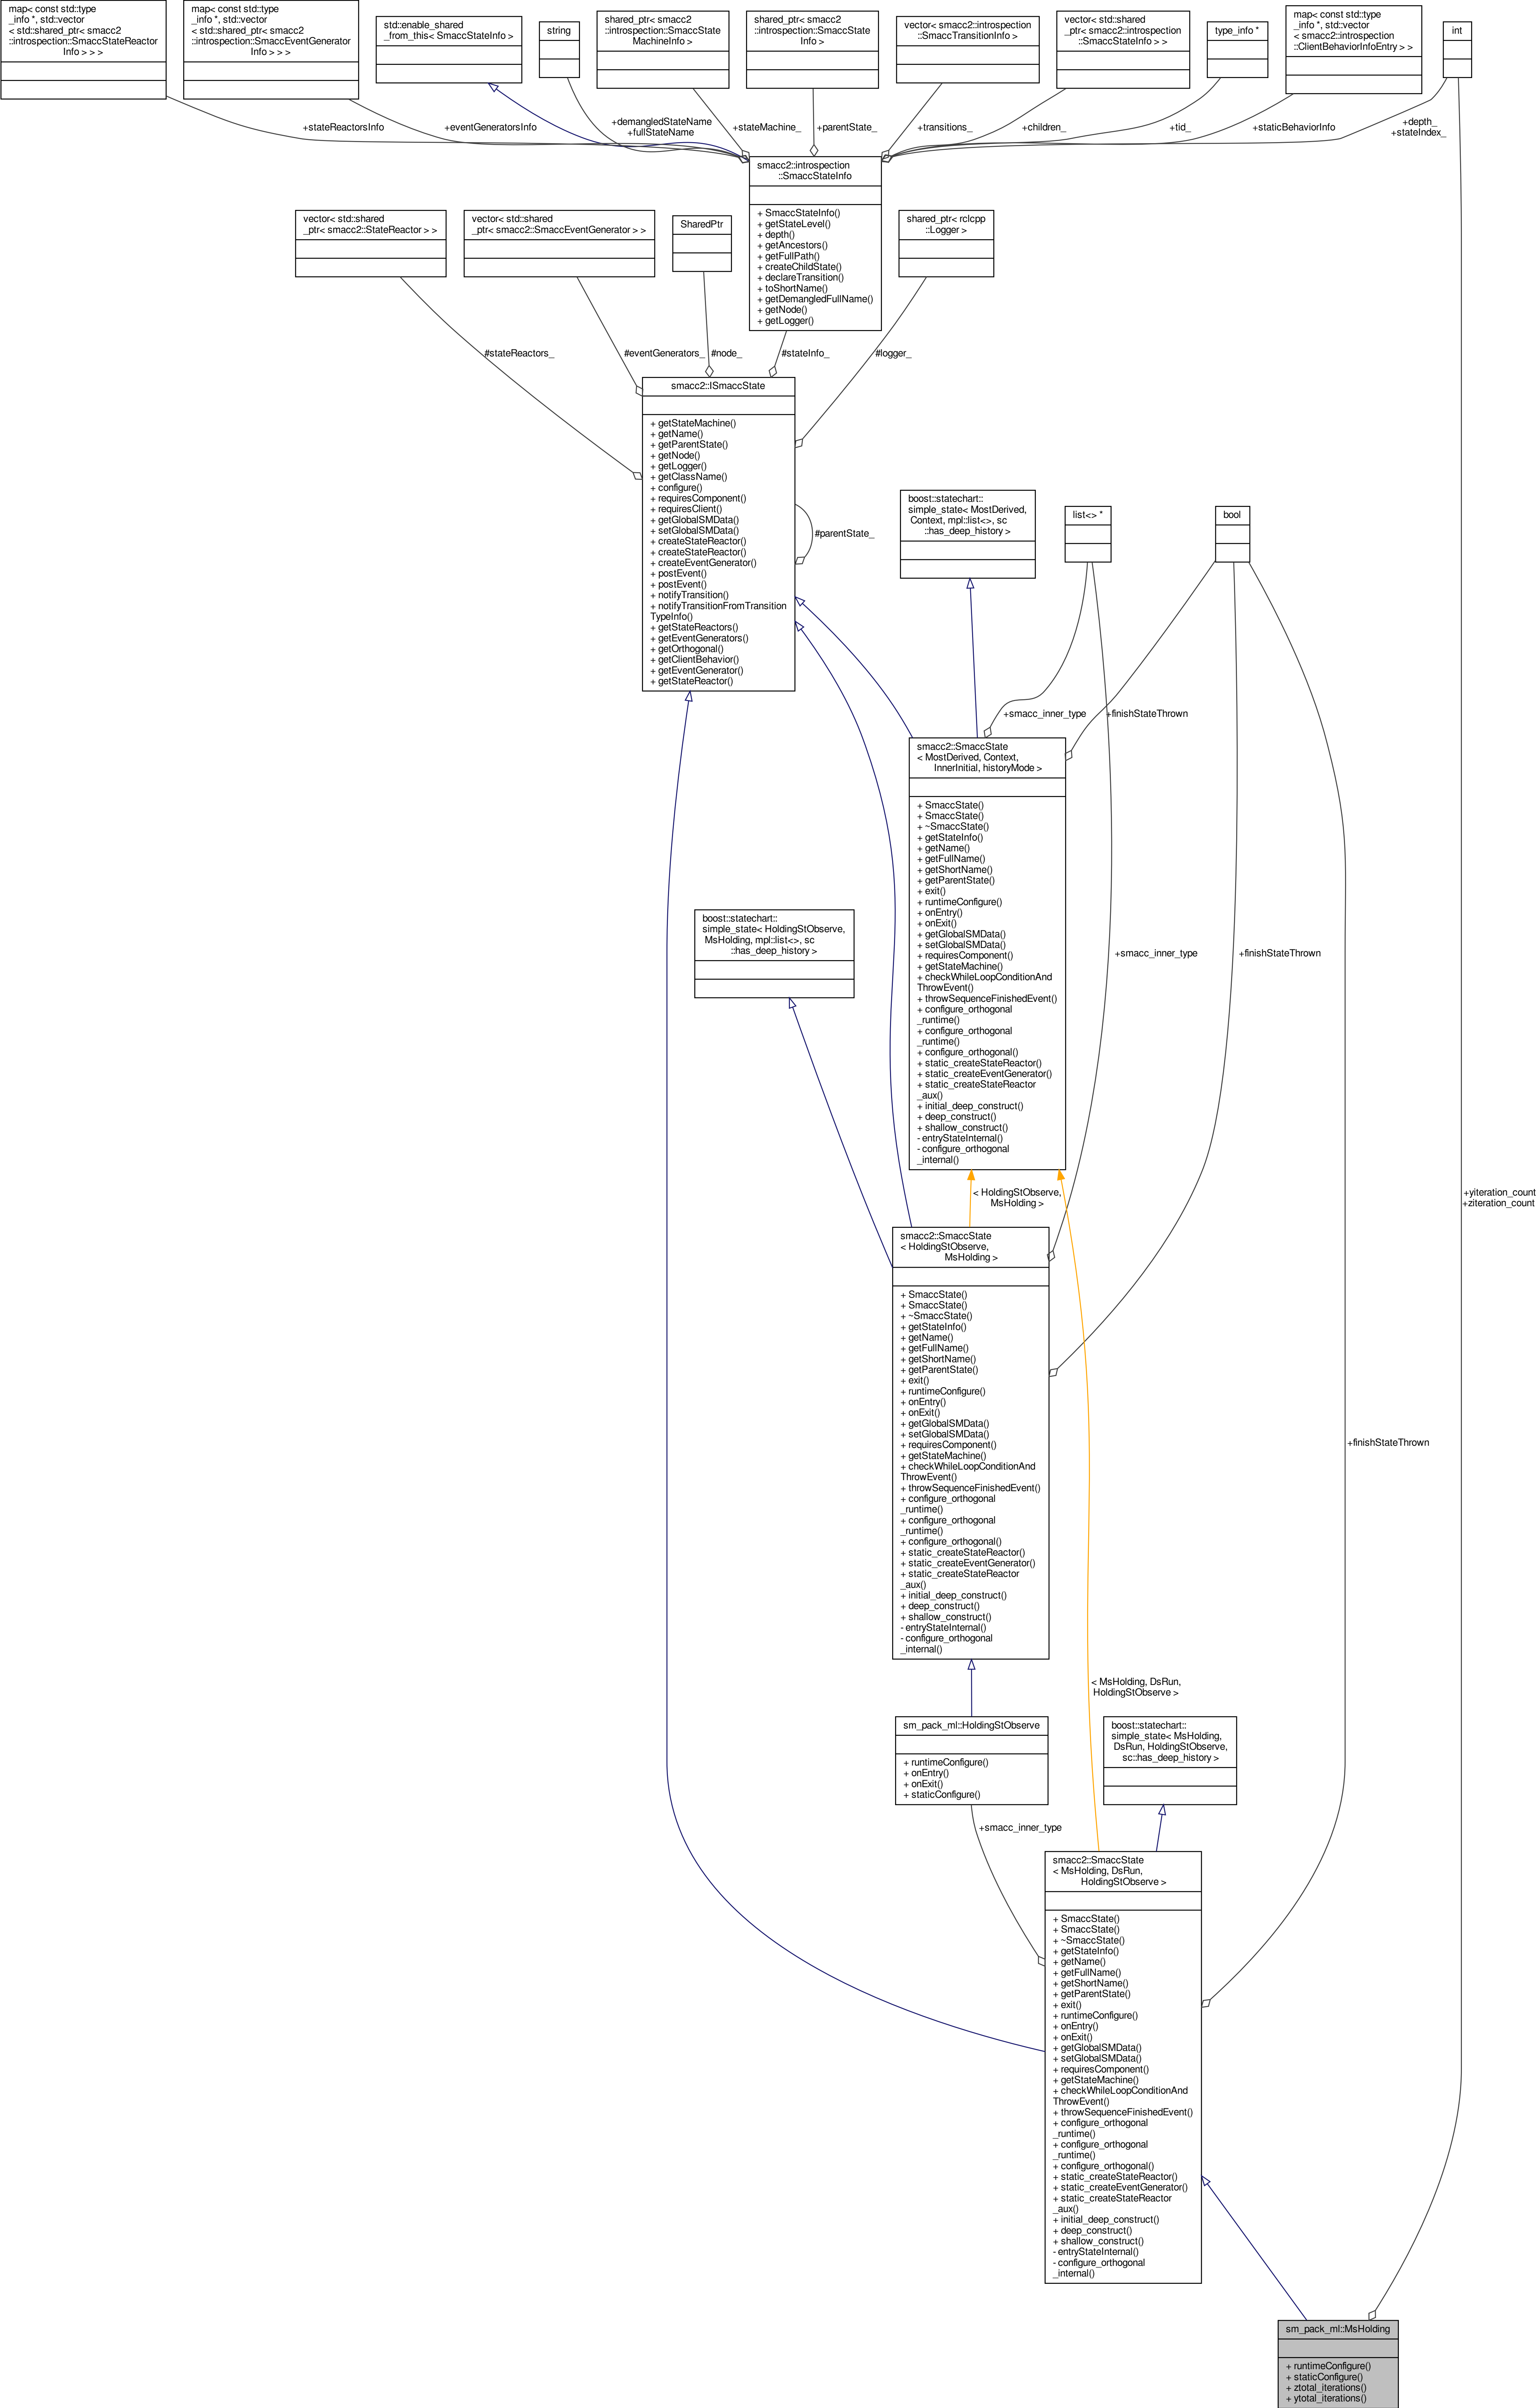 map< const std::type
_info *, std::vector
< std::shared_ptr< smacc2
::introspection::SmaccStateReactor
Info > > >
map< const std::type
_info *, std::vector
< std::shared_ptr< smacc2
::introspection::SmaccEventGenerator
Info > > >
std::enable_shared
_from_this< SmaccStateInfo >
string
shared_ptr< smacc2
::introspection::SmaccState
MachineInfo >
shared_ptr< smacc2
::introspection::SmaccState
Info >
vector< smacc2::introspection
::SmaccTransitionInfo >
vector< std::shared
_ptr< smacc2::introspection
::SmaccStateInfo > >
type_info *
map< const std::type
_info *, std::vector
< smacc2::introspection
::ClientBehaviorInfoEntry > >
int
+stateReactorsInfo
+eventGeneratorsInfo
+demangledStateName
+fullStateName
+stateMachine_
+parentState_
+transitions_
+children_
+tid_
+staticBehaviorInfo
+depth_
+stateIndex_
smacc2::introspection
::SmaccStateInfo
+ SmaccStateInfo()
+ getStateLevel()
+ depth()
+ getAncestors()
+ getFullPath()
+ createChildState()
+ declareTransition()
+ toShortName()
+ getDemangledFullName()
+ getNode()
+ getLogger()
vector< std::shared
_ptr< smacc2::StateReactor > >
vector< std::shared
_ptr< smacc2::SmaccEventGenerator > >
SharedPtr
shared_ptr< rclcpp
::Logger >
#stateReactors_
#eventGenerators_
#node_
#stateInfo_
#logger_
smacc2::ISmaccState
+ getStateMachine()
+ getName()
+ getParentState()
+ getNode()
+ getLogger()
+ getClassName()
+ configure()
+ requiresComponent()
+ requiresClient()
+ getGlobalSMData()
+ setGlobalSMData()
+ createStateReactor()
+ createStateReactor()
+ createEventGenerator()
+ postEvent()
+ postEvent()
+ notifyTransition()
+ notifyTransitionFromTransition
TypeInfo()
+ getStateReactors()
+ getEventGenerators()
+ getOrthogonal()
+ getClientBehavior()
+ getEventGenerator()
+ getStateReactor()
#parentState_
boost::statechart::
simple_state< MostDerived,
Context, mpl::list<>, sc
::has_deep_history >
list<> *
bool
+smacc_inner_type
+finishStateThrown
smacc2::SmaccState
< MostDerived, Context,
InnerInitial, historyMode >
+ SmaccState()
+ SmaccState()
+ ~SmaccState()
+ getStateInfo()
+ getName()
+ getFullName()
+ getShortName()
+ getParentState()
+ exit()
+ runtimeConfigure()
+ onEntry()
+ onExit()
+ getGlobalSMData()
+ setGlobalSMData()
+ requiresComponent()
+ getStateMachine()
+ checkWhileLoopConditionAnd
ThrowEvent()
+ throwSequenceFinishedEvent()
+ configure_orthogonal
_runtime()
+ configure_orthogonal
_runtime()
+ configure_orthogonal()
+ static_createStateReactor()
+ static_createEventGenerator()
+ static_createStateReactor
_aux()
+ initial_deep_construct()
+ deep_construct()
+ shallow_construct()
- entryStateInternal()
- configure_orthogonal
_internal()
boost::statechart::
simple_state< HoldingStObserve,
MsHolding, mpl::list<>, sc
::has_deep_history >
+smacc_inner_type
+finishStateThrown
< HoldingStObserve,
MsHolding >
+yiteration_count
+ziteration_count
smacc2::SmaccState
< HoldingStObserve,
MsHolding >
+ SmaccState()
+ SmaccState()
+ ~SmaccState()
+ getStateInfo()
+ getName()
+ getFullName()
+ getShortName()
+ getParentState()
+ exit()
+ runtimeConfigure()
+ onEntry()
+ onExit()
+ getGlobalSMData()
+ setGlobalSMData()
+ requiresComponent()
+ getStateMachine()
+ checkWhileLoopConditionAnd
ThrowEvent()
+ throwSequenceFinishedEvent()
+ configure_orthogonal
_runtime()
+ configure_orthogonal
_runtime()
+ configure_orthogonal()
+ static_createStateReactor()
+ static_createEventGenerator()
+ static_createStateReactor
_aux()
+ initial_deep_construct()
+ deep_construct()
+ shallow_construct()
- entryStateInternal()
- configure_orthogonal
_internal()
+finishStateThrown
< MsHolding, DsRun,
HoldingStObserve >
sm_pack_ml::HoldingStObserve
+ runtimeConfigure()
+ onEntry()
+ onExit()
+ staticConfigure()
boost::statechart::
simple_state< MsHolding,
DsRun, HoldingStObserve,
sc::has_deep_history >
+smacc_inner_type
smacc2::SmaccState
< MsHolding, DsRun,
HoldingStObserve >
+ SmaccState()
+ SmaccState()
+ ~SmaccState()
+ getStateInfo()
+ getName()
+ getFullName()
+ getShortName()
+ getParentState()
+ exit()
+ runtimeConfigure()
+ onEntry()
+ onExit()
+ getGlobalSMData()
+ setGlobalSMData()
+ requiresComponent()
+ getStateMachine()
+ checkWhileLoopConditionAnd
ThrowEvent()
+ throwSequenceFinishedEvent()
+ configure_orthogonal
_runtime()
+ configure_orthogonal
_runtime()
+ configure_orthogonal()
+ static_createStateReactor()
+ static_createEventGenerator()
+ static_createStateReactor
_aux()
+ initial_deep_construct()
+ deep_construct()
+ shallow_construct()
- entryStateInternal()
- configure_orthogonal
_internal()
sm_pack_ml::MsHolding
+ runtimeConfigure()
+ staticConfigure()
+ ztotal_iterations()
+ ytotal_iterations()